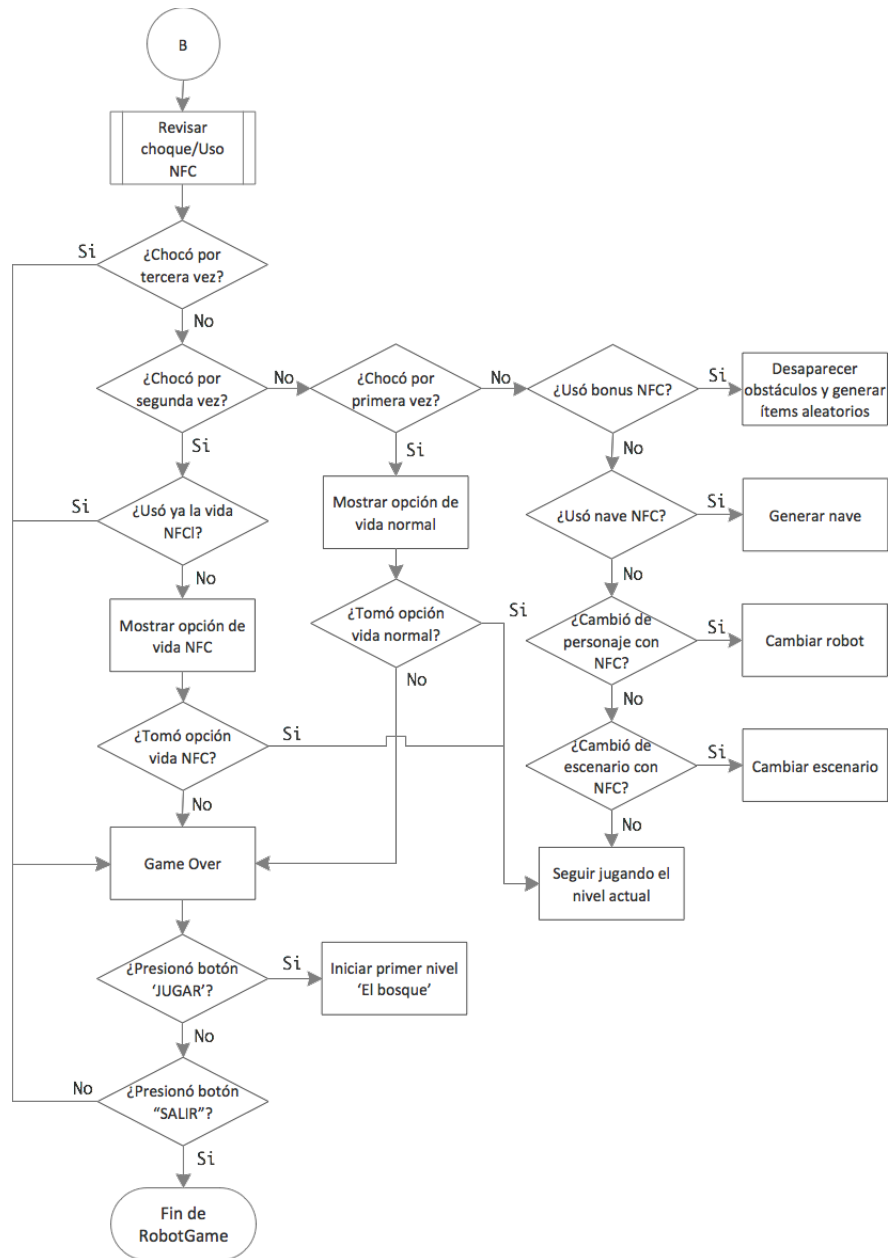 B
Revisar
choque/Uso
NFC
Si
¿Chocó por
tercera vez?
No
¿Chocó por
segunda vez?
No
¿Chocó por
primera vez?
No
¿Usó bonus NFC?
Si
Desaparecer
obstáculos y generar
ítems aleatorios
Si
Si
No
Si
¿Usó ya la vida
NFCl?
Mostrar opción de
vida normal
¿Usó nave NFC?
Si
Generar nave
No
No
Mostrar opción de
vida NFC
¿Tomó opción
vida normal?
Si
¿Cambió de
personaje con
NFC?
Si
Cambiar robot
No
No
¿Tomó opción
vida NFC?
Si
¿Cambió de
escenario con
NFC?
Si
Cambiar escenario
No
No
Game Over
Seguir jugando el
nivel actual
¿Presionó botón
‘JUGAR’?
Si
Iniciar primer nivel
‘El bosque’
No
No
¿Presionó botón
“SALIR”?
Si
Fin de
RobotGame